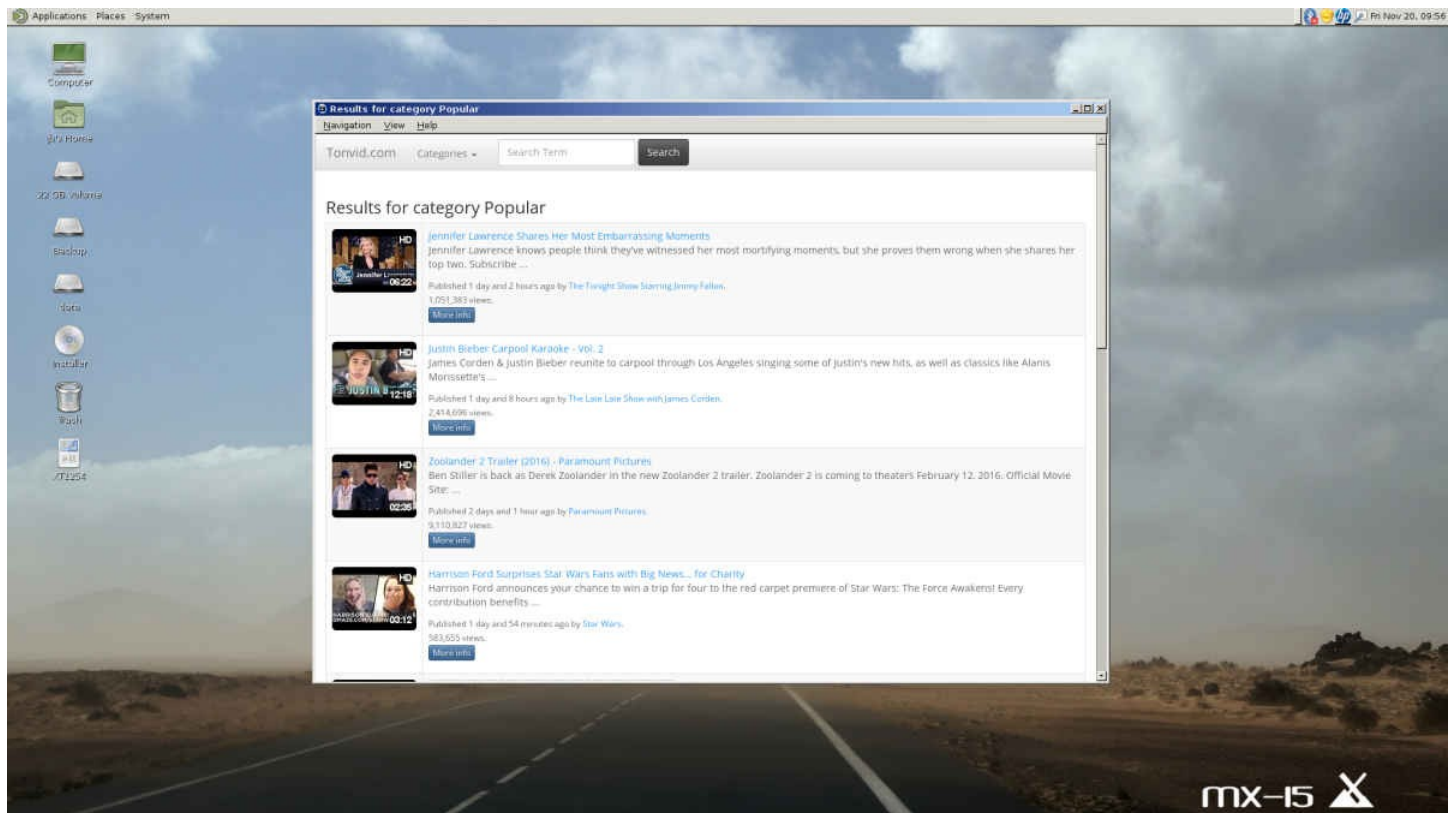 Applications Places System
Fri Nov 20, 09:56
Computer
Home
22 GB Volume
Backup
data
Installer
Trash
Results for category Popular
Navigation View Help
Tonvid.com Categories Search Term Search
Results for category Popular
HD
06:22
Jennifer Lawrence Shares Her Most Embarrassing Moments
Jennifer Lawrence knows people think they've witnessed her most mortifying moments, but she proves them wrong when she shares her
top two. Subscribe ...
Published 1 day and 2 hours ago by The Tonight Show Starring Jimmy Fallon.
1,051,383 views.
More info
HD
12:18
Justin Bieber Carpool Karaoke - Vol. 2
James Corden & Justin Bieber reunite to carpool through Los Angeles singing some of Justin's new hits, as well as classics like Alanis
Morissette's ...
Published 1 day and 8 hours ago by The Late Late Show with James Corden.
2,414,696 views.
More info
HD
02:36
Zoolander 2 Trailer (2016) - Paramount Pictures
Ben Stiller is back as Derek Zoolander in the new Zoolander 2 trailer. Zoolander 2 is coming to theaters February 12, 2016. Official Movie
Site: ...
Published 2 days and 1 hour ago by Paramount Pictures.
9,110,827 views.
More info
HD
03:12
Harrison Ford Surprises Star Wars Fans with Big News... for Charity
Harrison Ford announces your chance to win a trip for four to the red carpet premiere of Star Wars: The Force Awakens! Every
contribution benefits ...
Published 1 day and 54 minutes ago by Star Wars.
583,655 views.
More info
mx-15